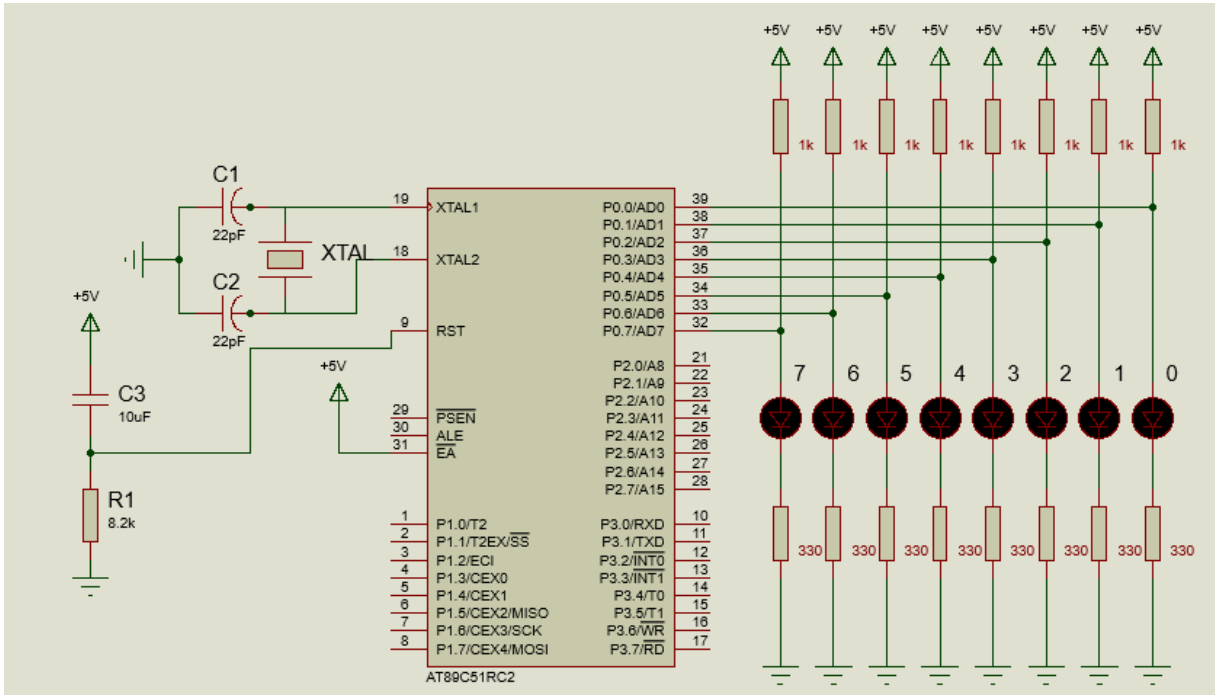 +5V +5V +5V +5V +5V +5V +5V +5V
1k 1k 1k 1k 1k 1k 1k 1k
C1
22pF
XTAL
C2
22pF
+5V
C3
10uF
R1
8.2k
+5V
19 XTAL1
18 XTAL2
9 RST
29 PSEN
30 ALE
31 EA
1 P1.0/T2
2 P1.1/T2EX/SS
3 P1.2/ECI
4 P1.3/CEX0
5 P1.4/CEX1
6 P1.5/CEX2/MISO
7 P1.6/CEX3/SCK
8 P1.7/CEX4/MOSI
P0.0/AD0 39
P0.1/AD1 38
P0.2/AD2 37
P0.3/AD3 36
P0.4/AD4 35
P0.5/AD5 34
P0.6/AD6 33
P0.7/AD7 32
P2.0/A8 21
P2.1/A9 22
P2.2/A10 23
P2.3/A11 24
P2.4/A12 25
P2.5/A13 26
P2.6/A14 27
P2.7/A15 28
P3.0/RXD 10
P3.1/TXD 11
P3.2/INT0 12
P3.3/INT1 13
P3.4/T0 14
P3.5/T1 15
P3.6/WR 16
P3.7/RD 17
AT89C51RC2
7 6 5 4 3 2 1 0
330 330 330 330 330 330 330 330